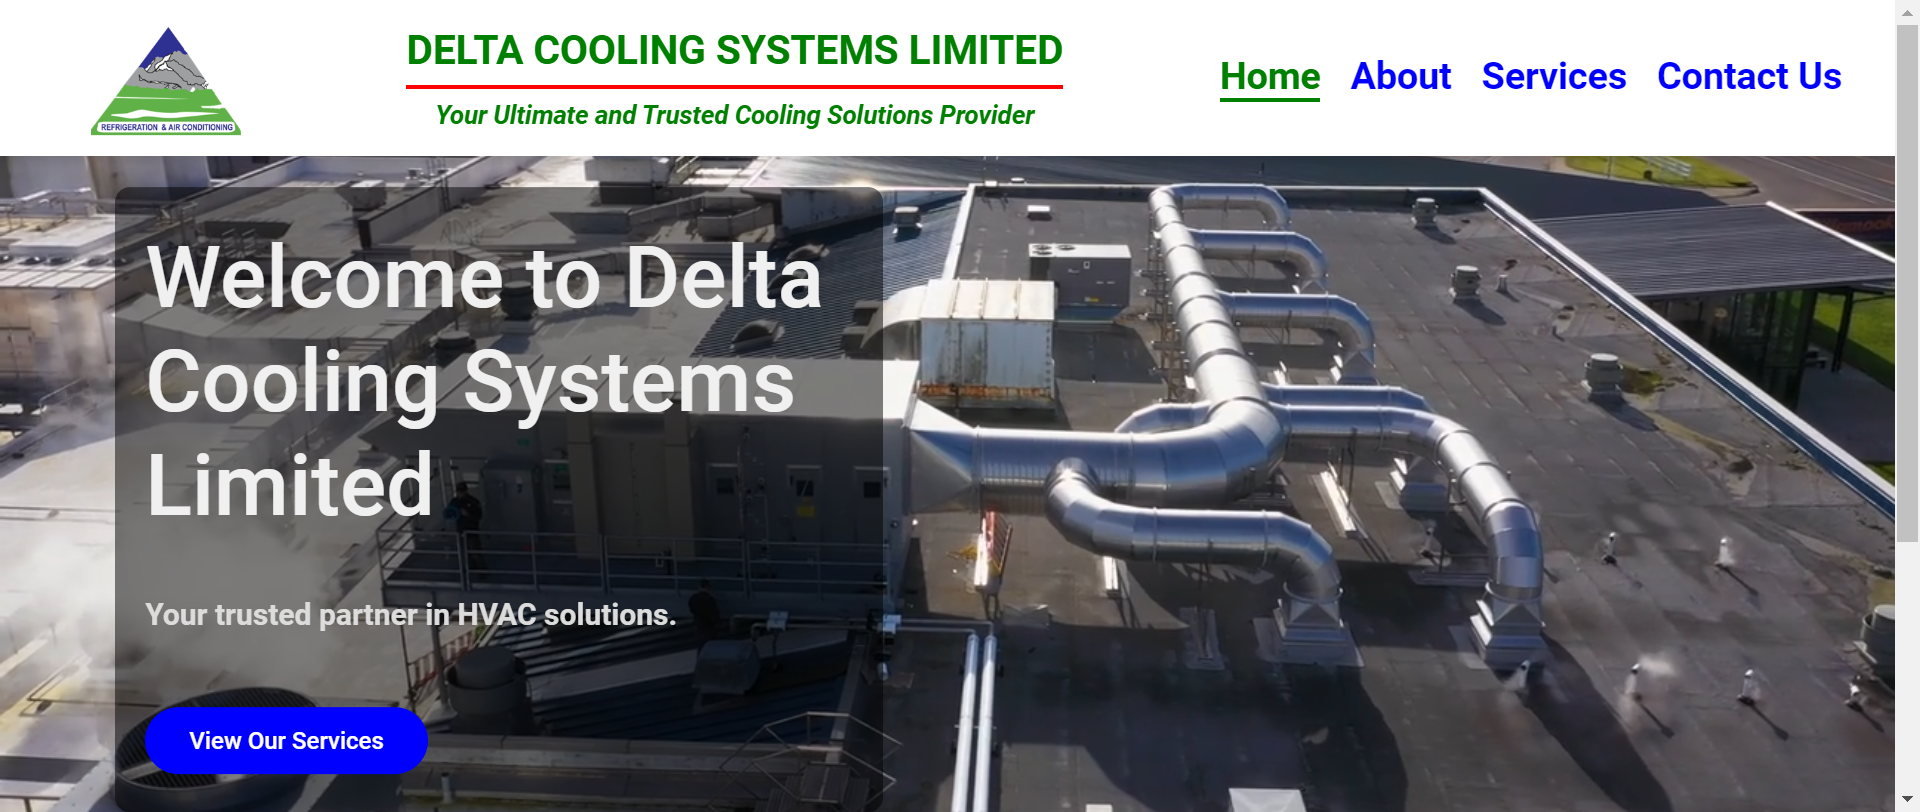 REFRIGERATION & AIR CONDITIONING
DELTA COOLING SYSTEMS LIMITED
Your Ultimate and Trusted Cooling Solutions Provider
Home
About
Services
Contact Us
Welcome to Delta
Cooling Systems
Limited
Your trusted partner in HVAC solutions.
View Our Services